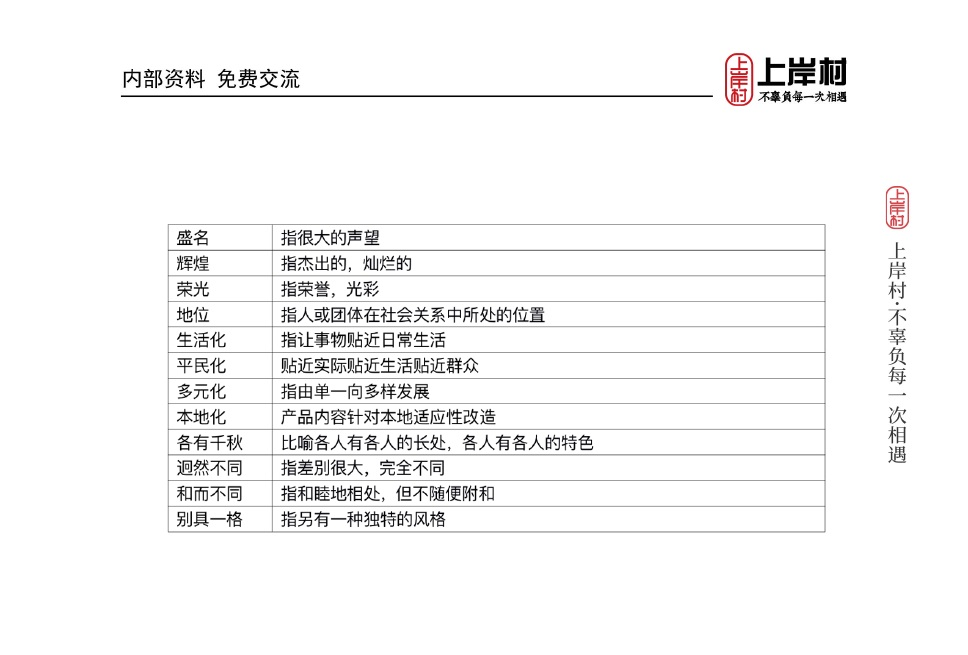 内部资料 免费交流
上岸村
上岸村
不辜负每一次相遇
盛名 指很大的声望
辉煌 指杰出的，灿烂的
荣光 指荣誉，光彩
地位 指人或团体在社会关系中所处的位置
生活化 指让事物贴近日常生活
平民化 贴近实际贴近生活贴近群众
多元化 指由单一向多样发展
本地化 产品内容针对本地适应性改造
各有千秋 比喻各人有各人的长处，各人有各人的特色
迥然不同 指差别很大，完全不同
和而不同 指和睦地相处，但不随便附和
别具一格 指另有一种独特的风格
上岸村
上岸村·不辜负每一次相遇